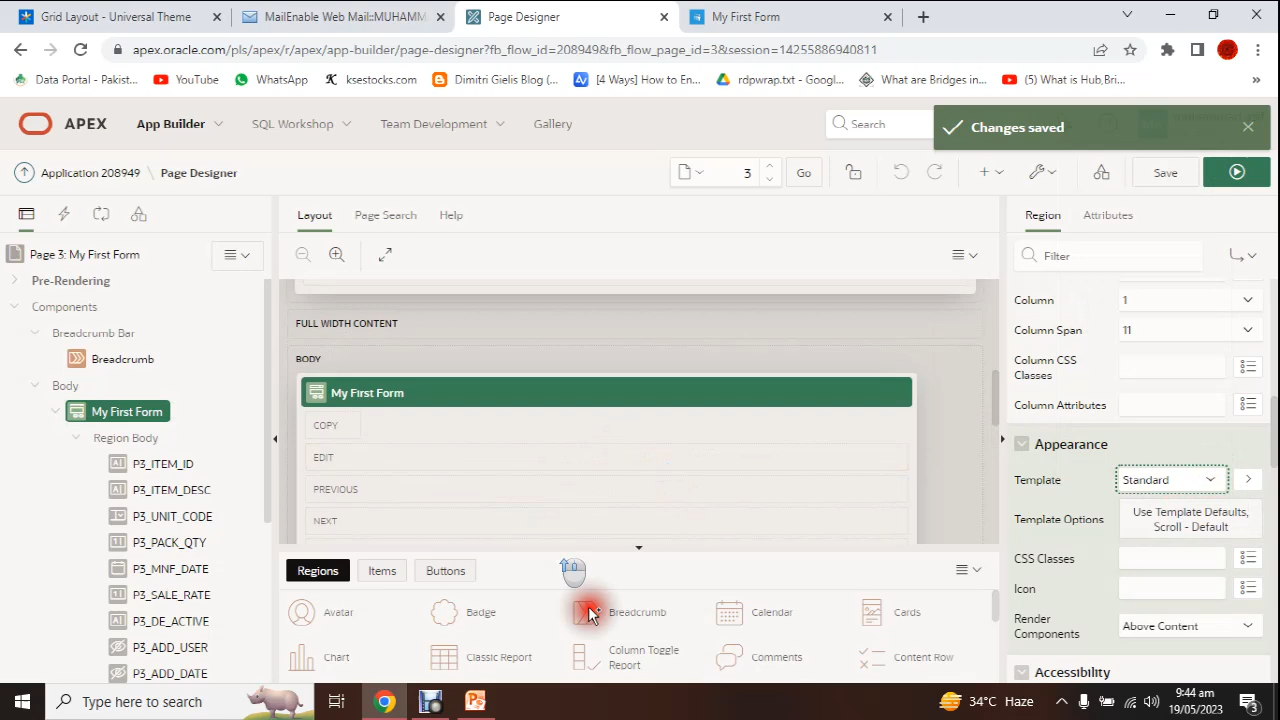 Grid Layout - Universal Theme
MailEnable Web Mail::MUHAMM
Page Designer
My First Form
apex.oracle.com/pls/apex/r/apex/app-builder/page-designer?fb_flow_id=208949&fb_flow_page_id=3&session=14255886940811
Data Portal - Pakist...
YouTube
WhatsApp
ksestocks.com
Dimitri Gielis Blog (...
[4 Ways] How to En...
rdpwrap.txt - Googl...
What are Bridges in...
(5) What is Hub,Bri...
APEX
App Builder
SQL Workshop
Team Development
Gallery
Search
Changes saved
Application 208949
Page Designer
3
Go
Save
Layout
Page Search
Help
Region
Attributes
Page 3: My First Form
Pre-Rendering
Components
Breadcrumb Bar
Breadcrumb
Body
My First Form
Region Body
P3_ITEM_ID
P3_ITEM_DESC
P3_UNIT_CODE
P3_PACK_QTY
P3_MNF_DATE
P3_SALE_RATE
P3_DE_ACTIVE
P3_ADD_USER
P3_ADD_DATE
FULL WIDTH CONTENT
BODY
My First Form
COPY
EDIT
PREVIOUS
NEXT
Regions
Items
Buttons
Avatar
Badge
Breadcrumb
Calendar
Cards
Chart
Classic Report
Column Toggle
Report
Comments
Content Row
Filter
Column
1
Column Span
11
Column CSS
Classes
Column Attributes
Appearance
Template
Standard
Template Options
Use Template Defaults,
Scroll - Default
CSS Classes
Icon
Render
Components
Above Content
Accessibility
Type here to search
34°C Haze
9:44 am
19/05/2023
3